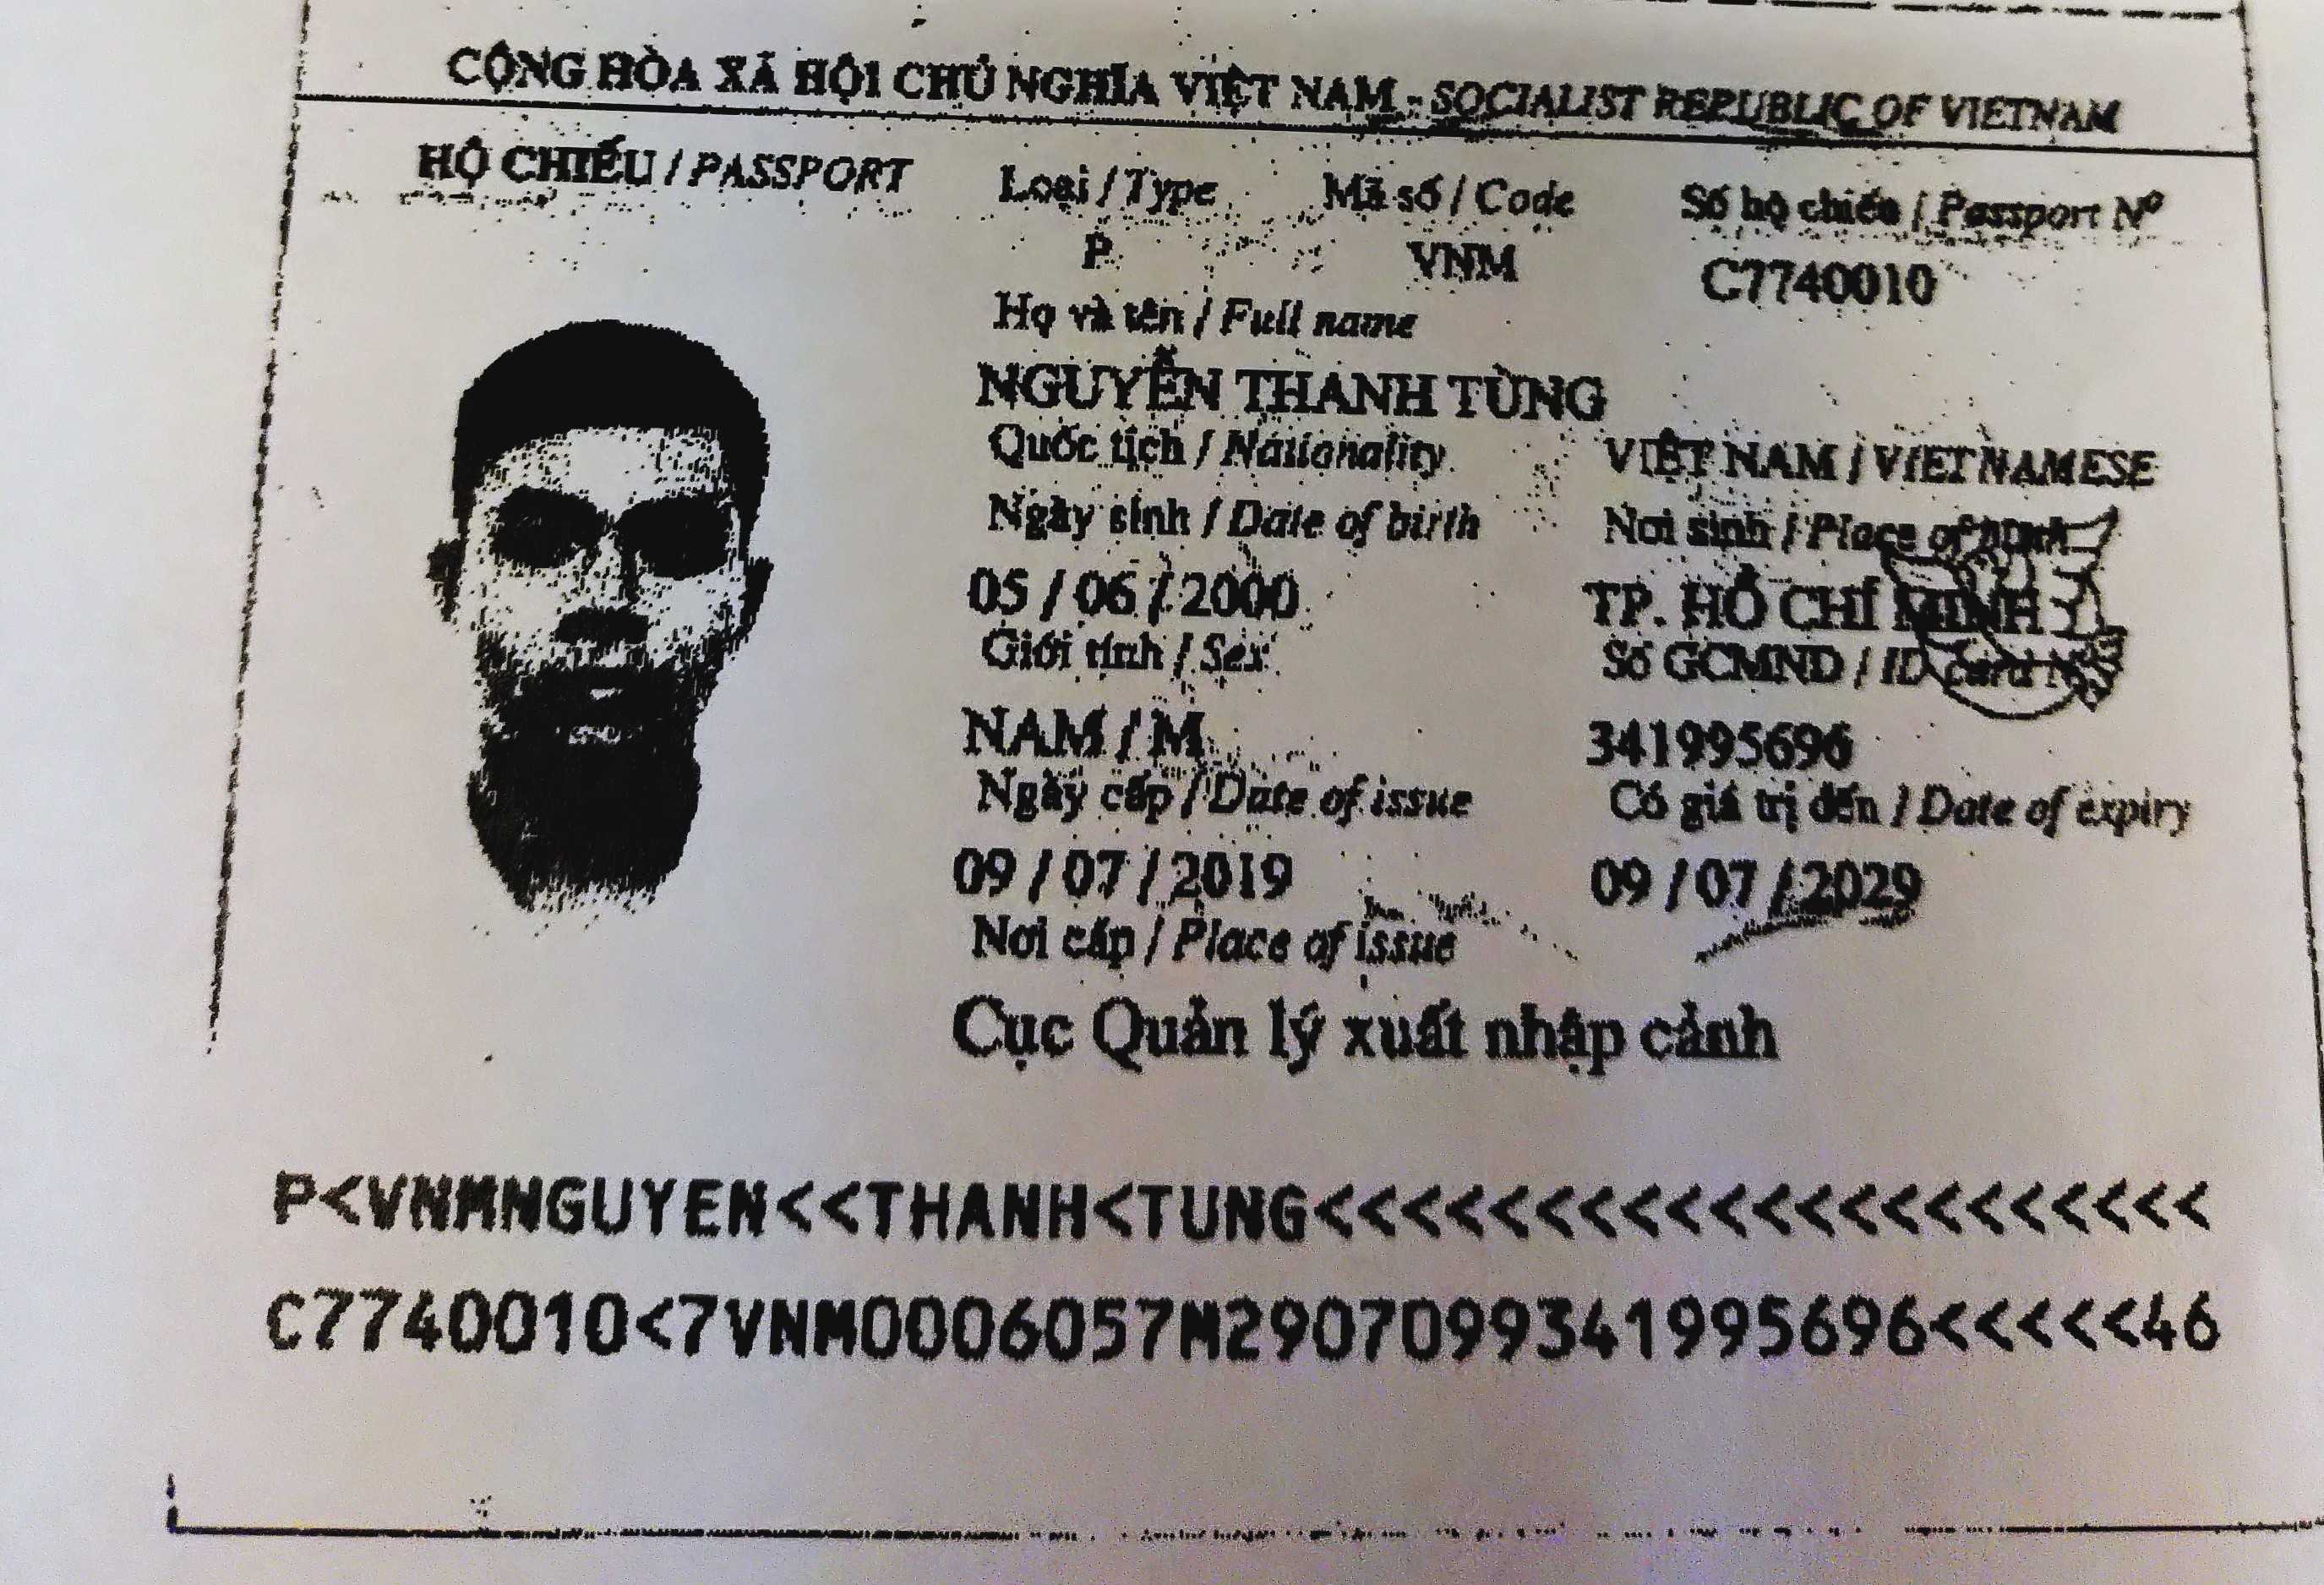 CỘNG HÒA XÃ HỘI CHỦ NGHĨA VIỆT NAM - SOCIALIST REPUBLIC OF VIETNAM
HỘ CHIẾU / PASSPORT
Loại / Type Mã số / Code Số hộ chiếu / Passport Nº
P VNM C7740010
Họ và tên / Full name
NGUYỄN THANH TÙNG
Quốc tịch / Nationality VIỆT NAM / VIETNAMESE
Ngày sinh / Date of birth Nơi sinh / Place of birth
05 / 06 / 2000 TP. HỒ CHÍ MINH
Giới tính / Sex Số GCMND / ID card Nº
NAM / M 341995696
Ngày cấp / Date of issue Có giá trị đến / Date of expiry
09 / 07 / 2019 09 / 07 / 2029
Nơi cấp / Place of issue
Cục Quản lý xuất nhập cảnh
P<VNMNGUYEN<<THANH<TUNG<<<<<<<<<<<<<<<<<<<<<
C7740010<7VNM0006057M2907099341995696<<<<<46